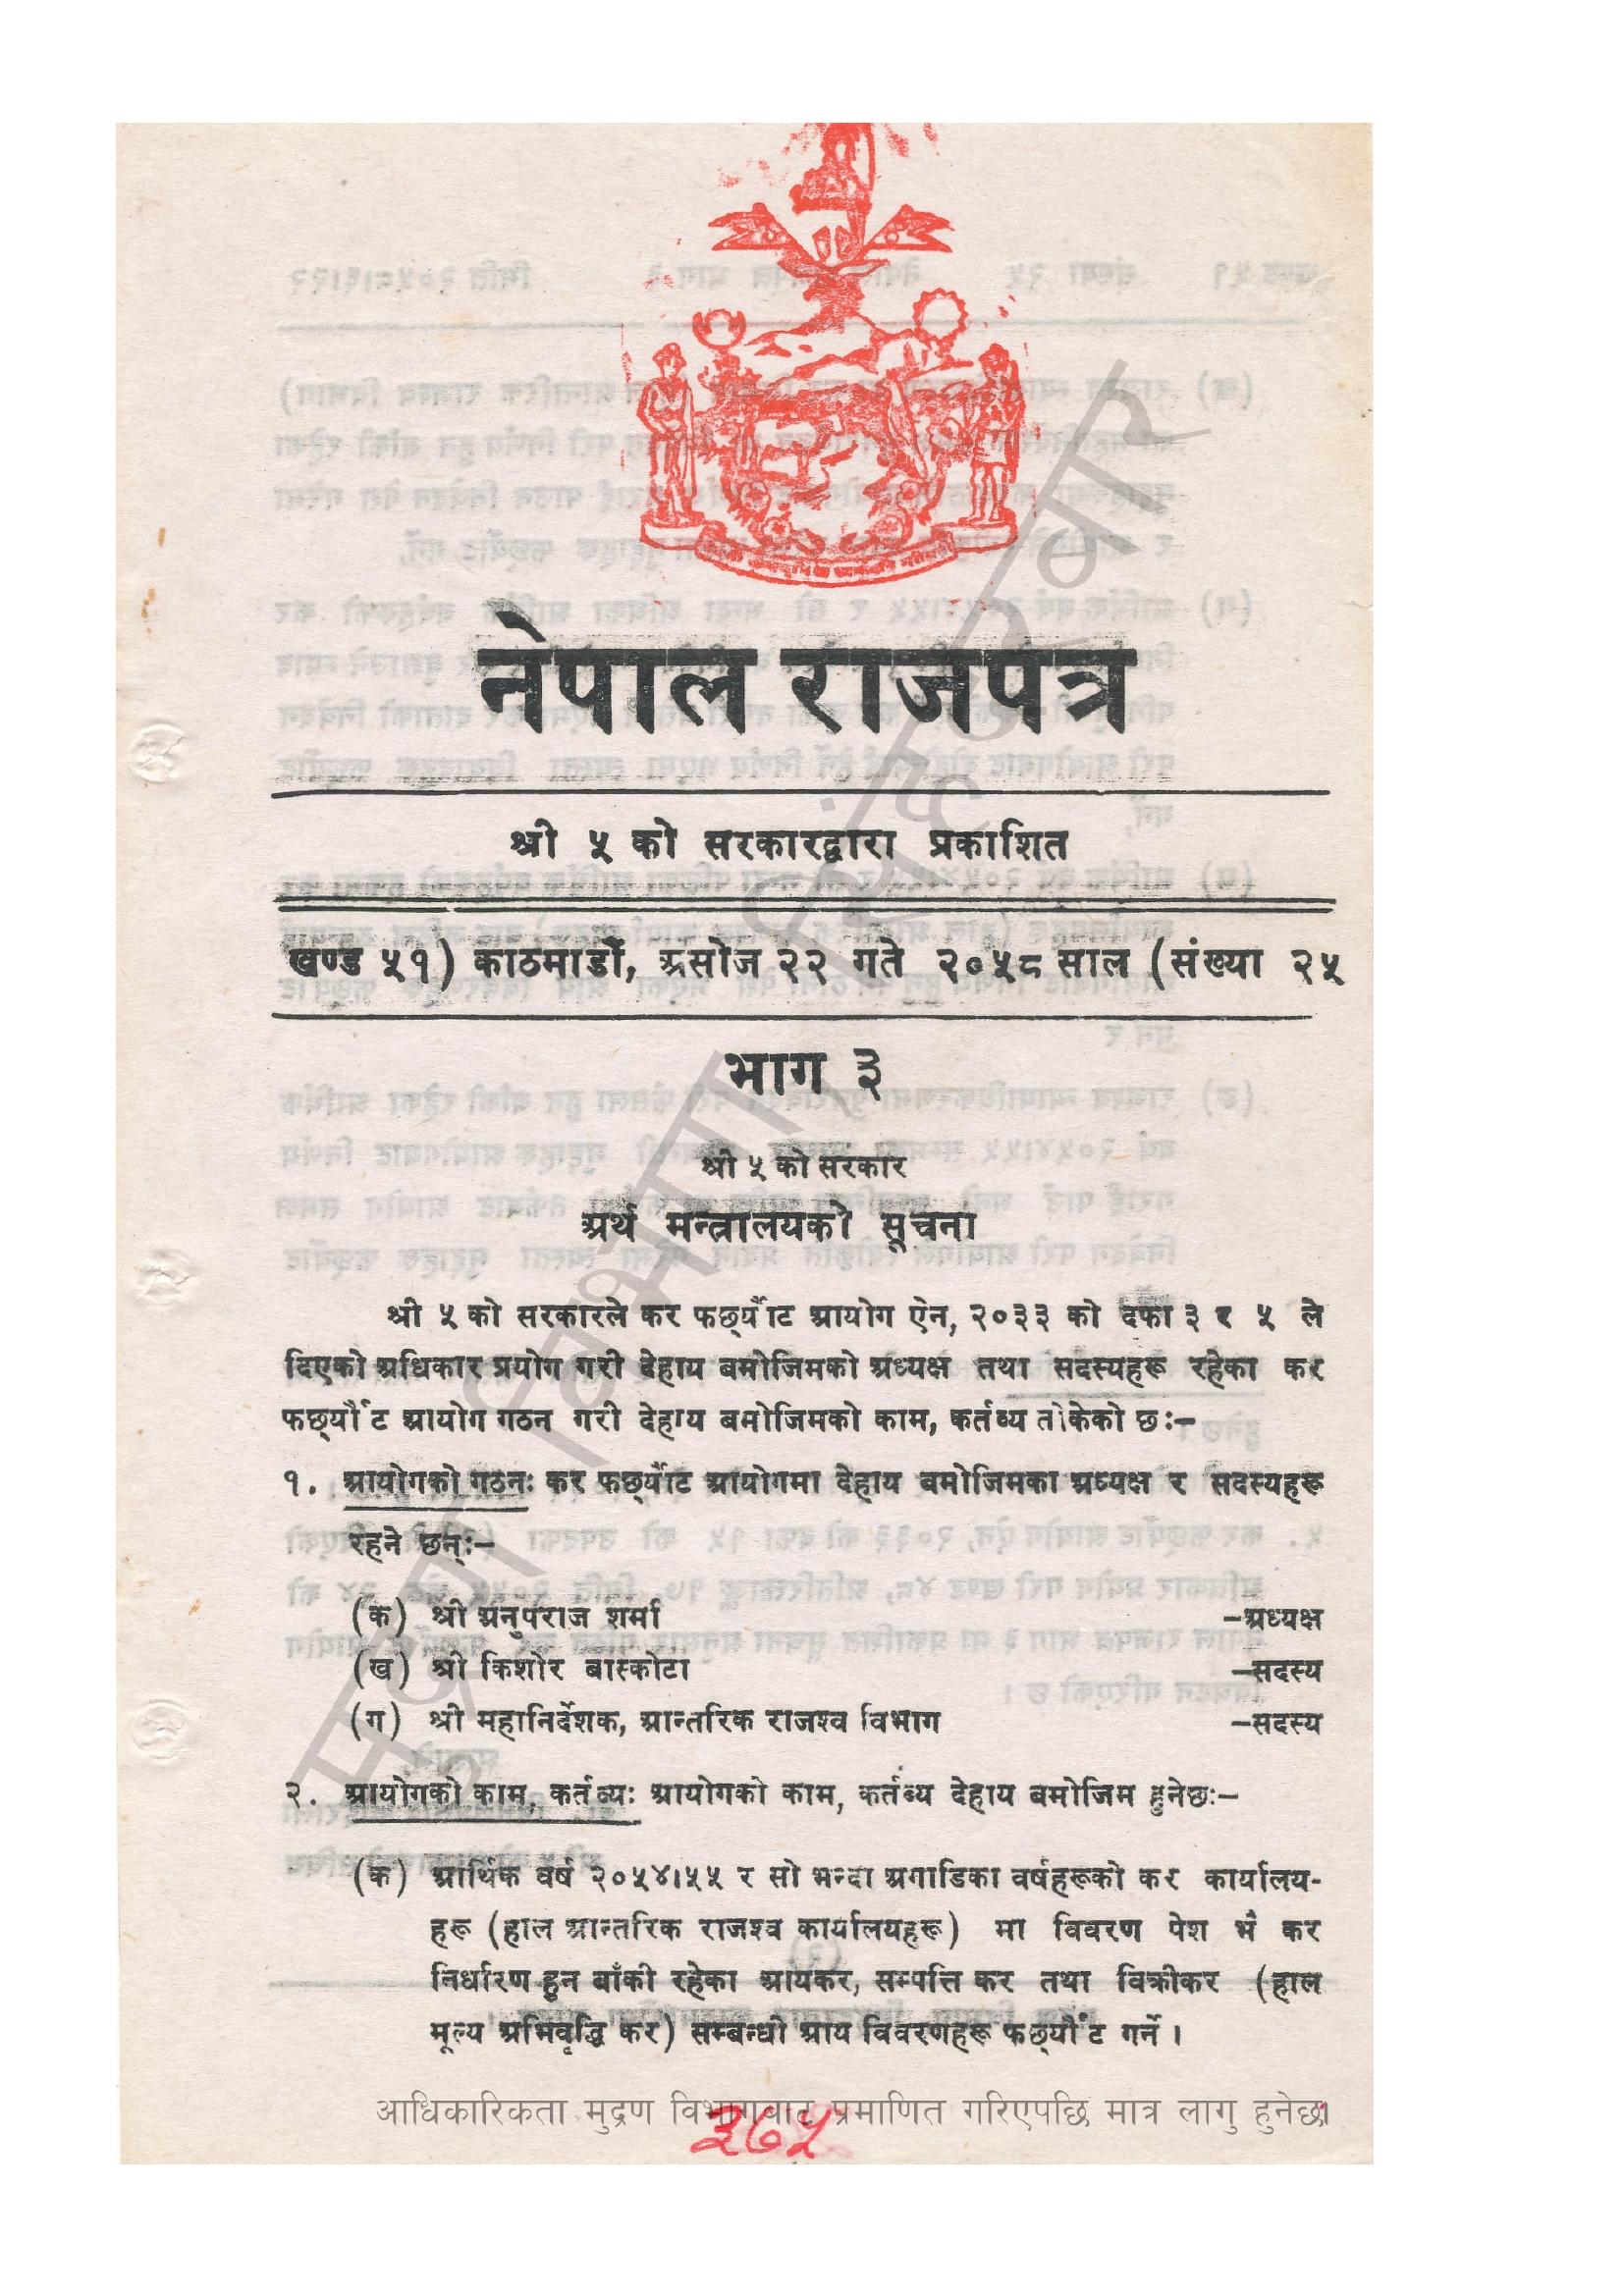 नेपाल राजपत्र
श्री ५ को सरकारद्वारा प्रकाशित
खण्ड ५१) काठमाडौं, असोज २२ गते २०५८ साल (संख्या २५
भाग ३
श्री ५ को सरकार
अर्थ मन्त्रालयको सूचना
श्री ५ को सरकारले कर फछ्र्यौट आयोग ऐन, २०३३ को दफा ३ र ५ ले
दिएको अधिकार प्रयोग गरी देहाय बमोजिमको अध्यक्ष तथा सदस्यहरू रहेका कर
फछ्र्यौट आयोग गठन गरी देहाय बमोजिमको काम, कर्तव्य तोकेको छः–
१. आयोगको गठनः कर फछ्र्यौट आयोगमा देहाय बमोजिमका अध्यक्ष र सदस्यहरू
रहने छन्ः–
(क) श्री अनुपराज शर्मा –अध्यक्ष
(ख) श्री किशोर बास्कोटा –सदस्य
(ग) श्री महानिर्देशक, आन्तरिक राजश्व विभाग –सदस्य
२. आयोगको काम, कर्तव्यः आयोगको काम, कर्तव्य देहाय बमोजिम हुनेछः–
(क) आर्थिक वर्ष २०५४।५५ र सो भन्दा अगाडिका वर्षहरूको कर कार्यालय-
हरू (हाल आन्तरिक राजश्व कार्यालयहरू) मा विवरण पेश भै कर
निर्धारण हुन बाँकी रहेका आयकर, सम्पत्ति कर तथा विक्रीकर (हाल
मूल्य अभिवृद्धि कर) सम्बन्धी आय विवरणहरू फछ्र्यौट गर्ने ।
आधिकारिकता मुद्रण विभागबाट प्रमाणित गरिएपछि मात्र लागु हुनेछ।
३७५
मुद्रण विभाग, सिंहदरबार